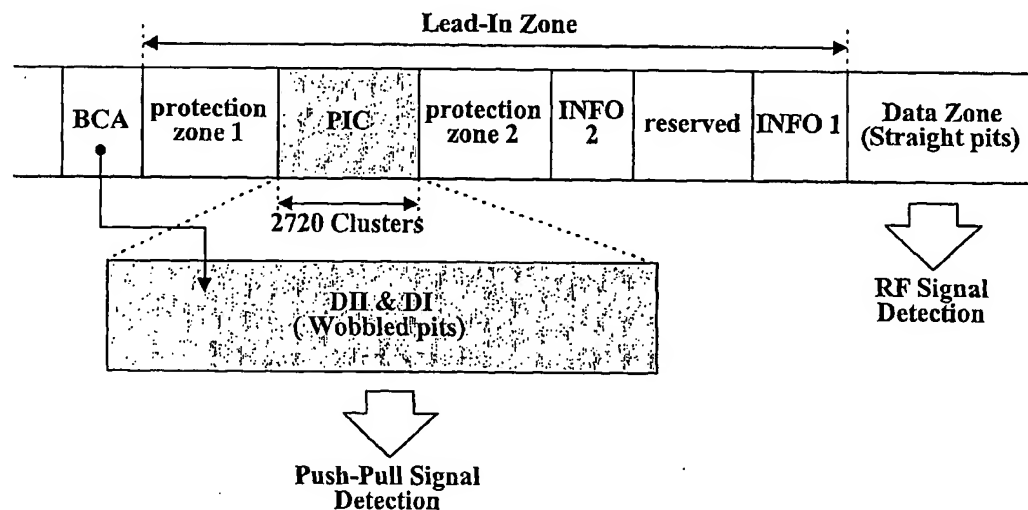 Lead-In Zone
BCA
protection
zone 1
PIC
protection
zone 2
INFO
2
reserved
INFO 1
Data Zone
(Straight pits)
2720 Clusters
DII & DI
( Wobbled pits)
RF Signal
Detection
Push-Pull Signal
Detection